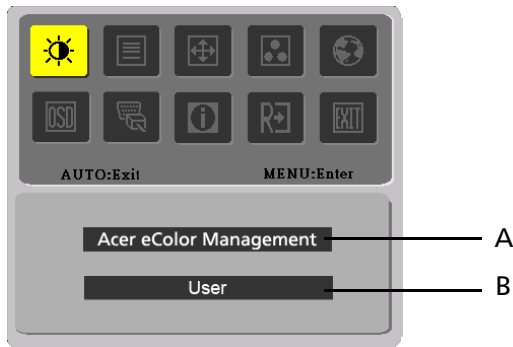 OSD i R EXIT
AUTO:Exit MENU:Enter
Acer eColor Management A
User B